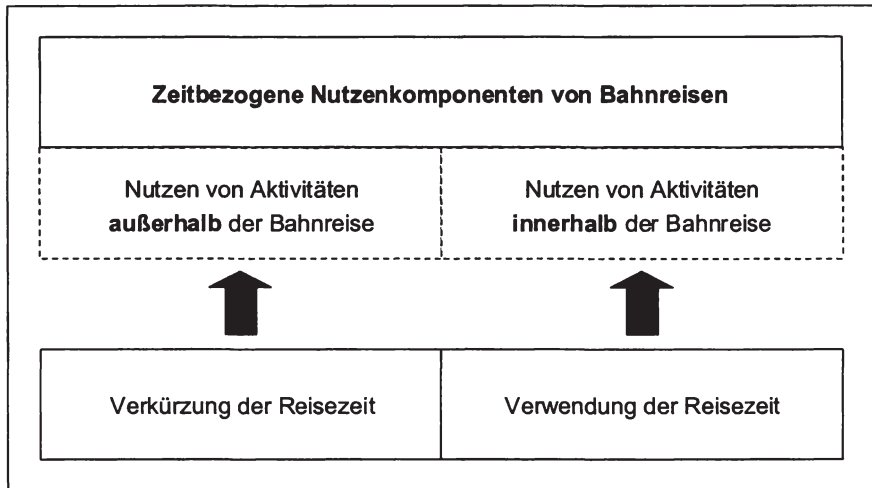 Zeitbezogene Nutzenkomponenten von Bahnreisen
Nutzen von Aktivitäten
außerhalb der Bahnreise
Nutzen von Aktivitäten
innerhalb der Bahnreise
Verkürzung der Reisezeit
Verwendung der Reisezeit